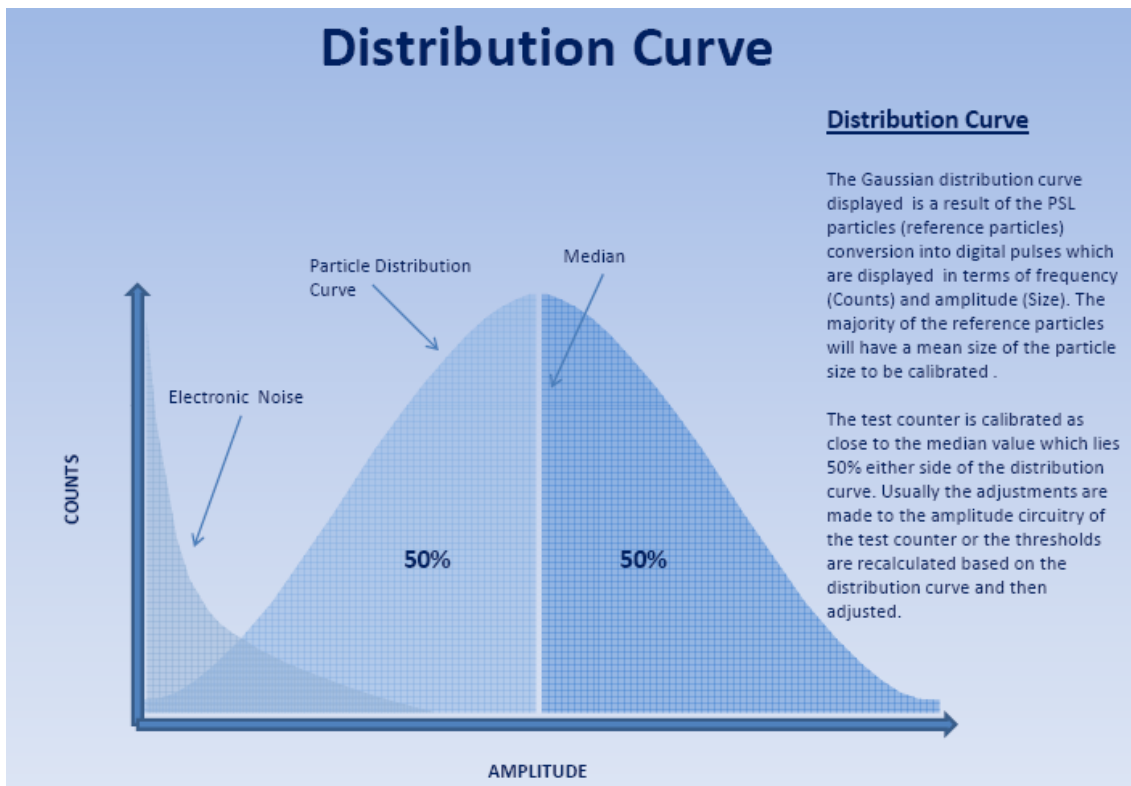 Distribution Curve
Distribution Curve
The Gaussian distribution curve
displayed is a result of the PSL
particles (reference particles)
conversion into digital pulses which
are displayed in terms of frequency
(Counts) and amplitude (Size). The
majority of the reference particles
will have a mean size of the particle
size to be calibrated .
The test counter is calibrated as
close to the median value which lies
50% either side of the distribution
curve. Usually the adjustments are
made to the amplitude circuitry of
the test counter or the thresholds
are recalculated based on the
distribution curve and then
adjusted.
Particle Distribution
Curve
Median
Electronic Noise
COUNTS
50%
50%
AMPLITUDE